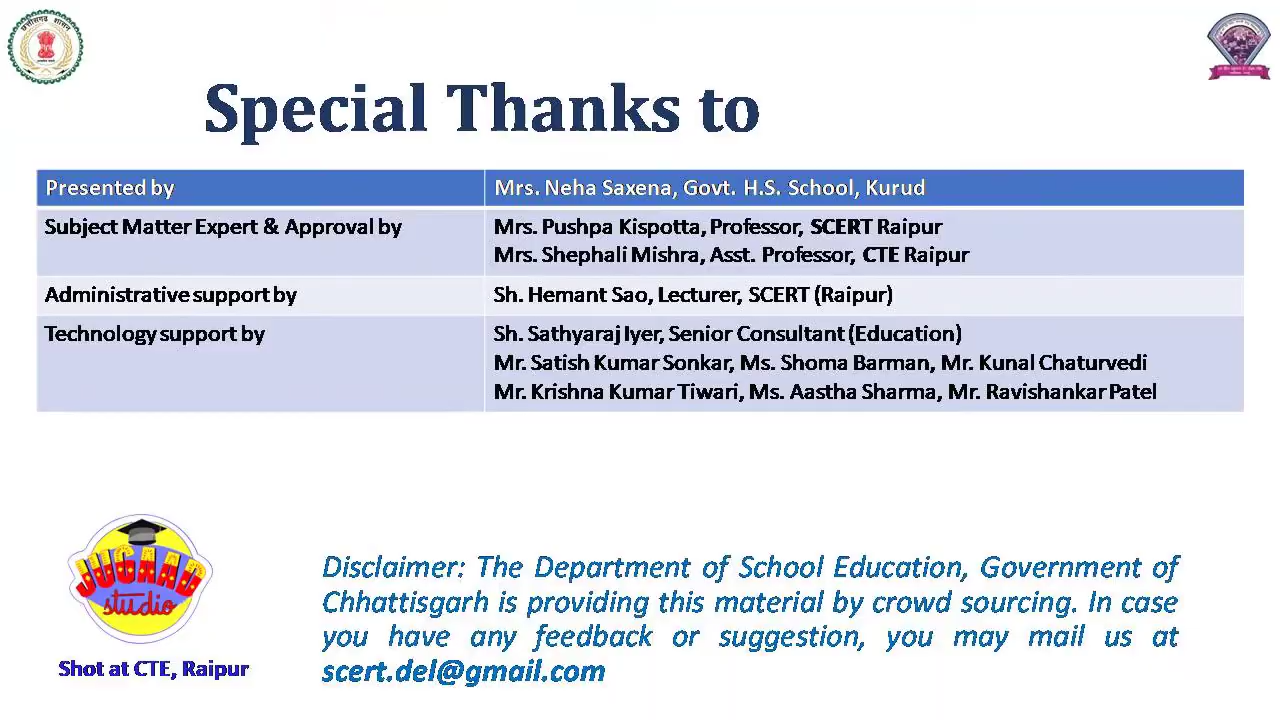 छत्तीसगढ़ शासन
Special Thanks to
Presented by
Mrs. Neha Saxena, Govt. H.S. School, Kurud
Subject Matter Expert & Approval by
Mrs. Pushpa Kispotta, Professor, SCERT Raipur
Mrs. Shephali Mishra, Asst. Professor, CTE Raipur
Administrative support by
Sh. Hemant Sao, Lecturer, SCERT (Raipur)
Technology support by
Sh. Sathyaraj Iyer, Senior Consultant (Education)
Mr. Satish Kumar Sonkar, Ms. Shoma Barman, Mr. Kunal Chaturvedi
Mr. Krishna Kumar Tiwari, Ms. Aastha Sharma, Mr. Ravishankar Patel
JUGAAD
studio
Shot at CTE, Raipur
Disclaimer: The Department of School Education, Government of
Chhattisgarh is providing this material by crowd sourcing. In case
you have any feedback or suggestion, you may mail us at
scert.del@gmail.com